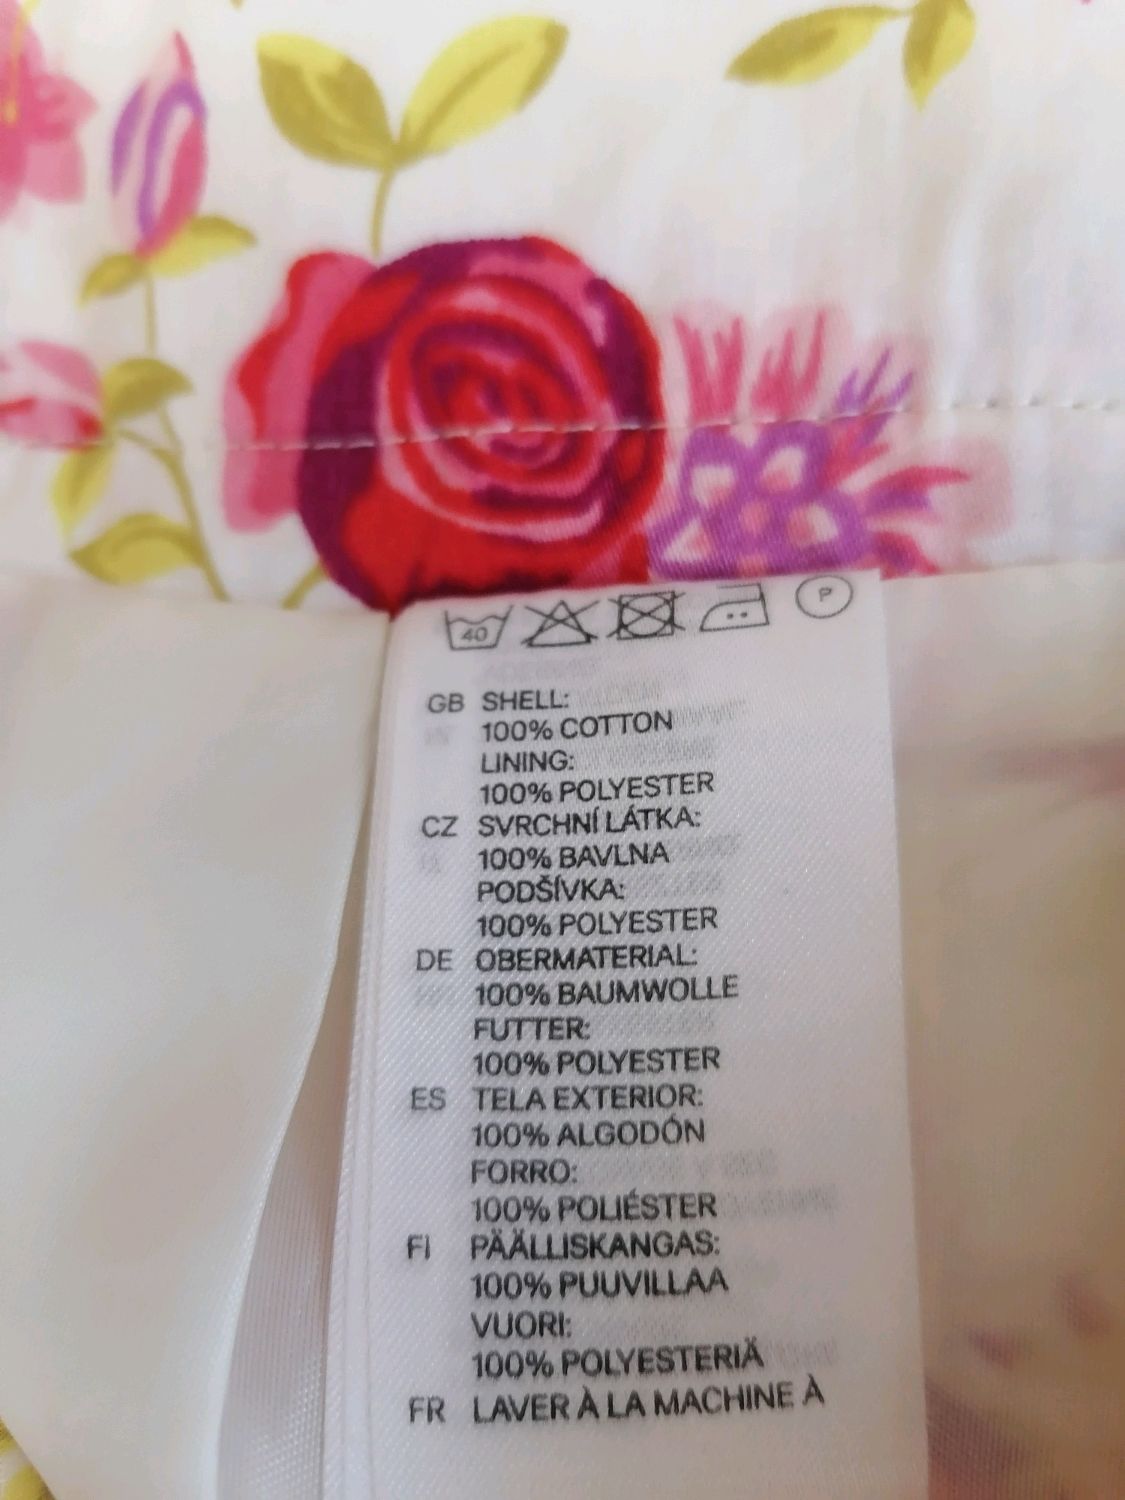 40 P
GB SHELL:
100% COTTON
LINING:
100% POLYESTER
CZ SVRCHNÍ LÁTKA:
100% BAVLNA
PODŠÍVKA:
100% POLYESTER
DE OBERMATERIAL:
100% BAUMWOLLE
FUTTER:
100% POLYESTER
ES TELA EXTERIOR:
100% ALGODÓN
FORRO:
100% POLIÉSTER
FI PÄÄLLISKANGAS:
100% PUUVILLAA
VUORI:
100% POLYESTERIÄ
FR LAVER À LA MACHINE À